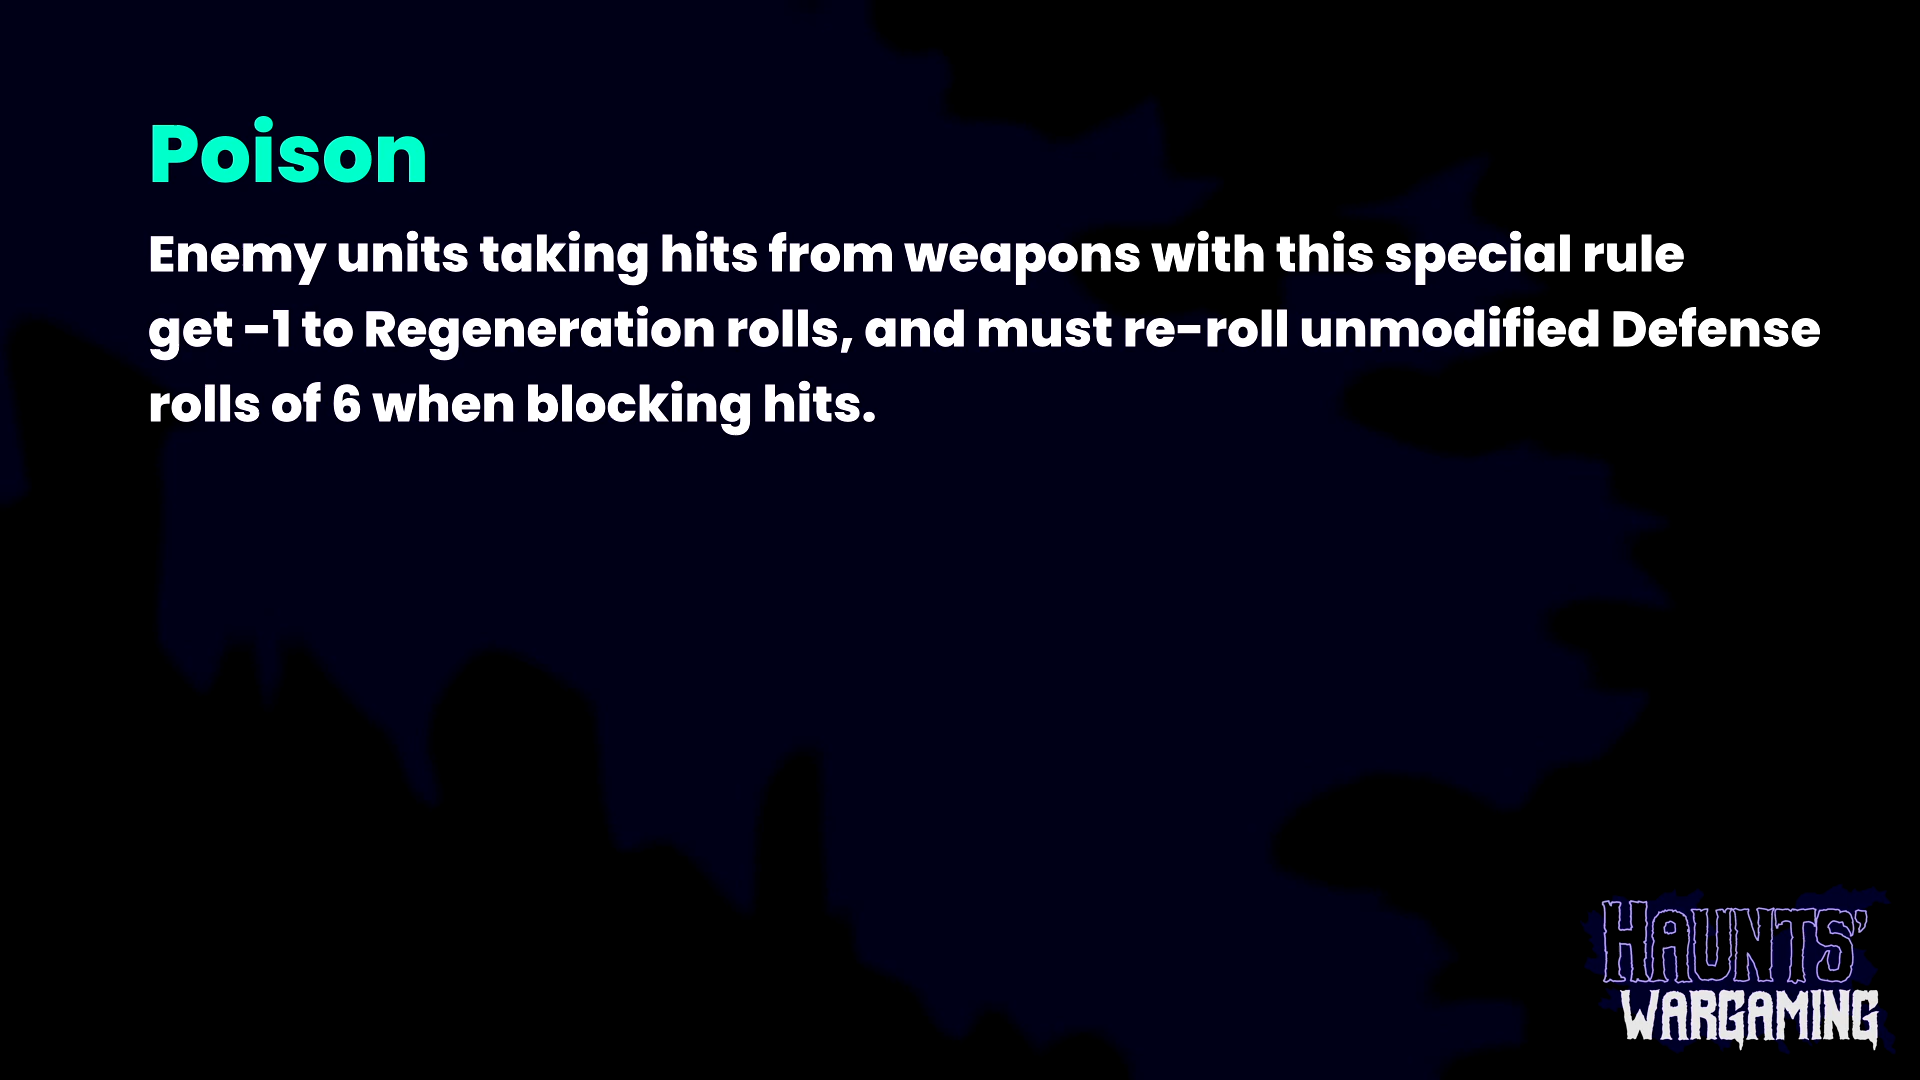 Poison
Enemy units taking hits from weapons with this special rule
get -1 to Regeneration rolls, and must re-roll unmodified Defense
rolls of 6 when blocking hits.
HAUNTS'
WARGAMING